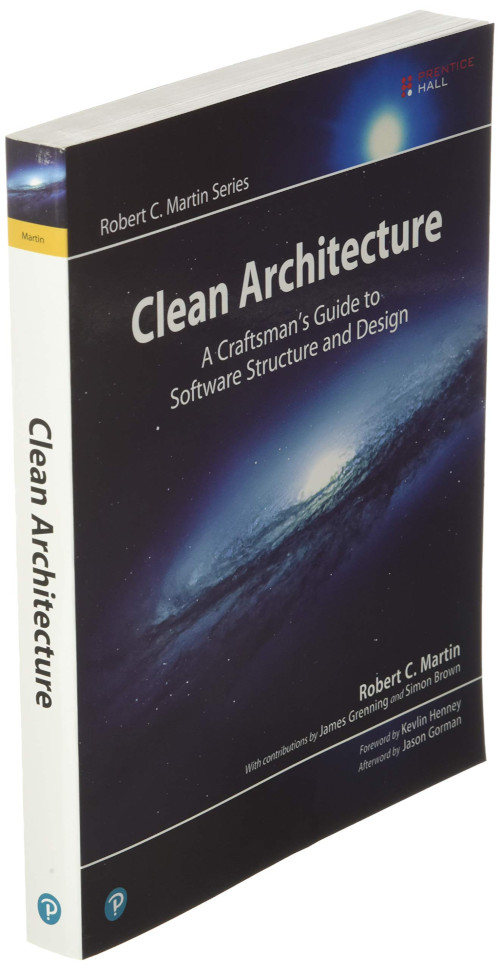 Martin
Clean Architecture
PRENTICE
HALL
Robert C. Martin Series
Clean Architecture
A Craftsman's Guide to
Software Structure and Design
Robert C. Martin
With contributions by James Grenning and Simon Brown
Foreword by Kevlin Henney
Afterword by Jason Gorman
P
P